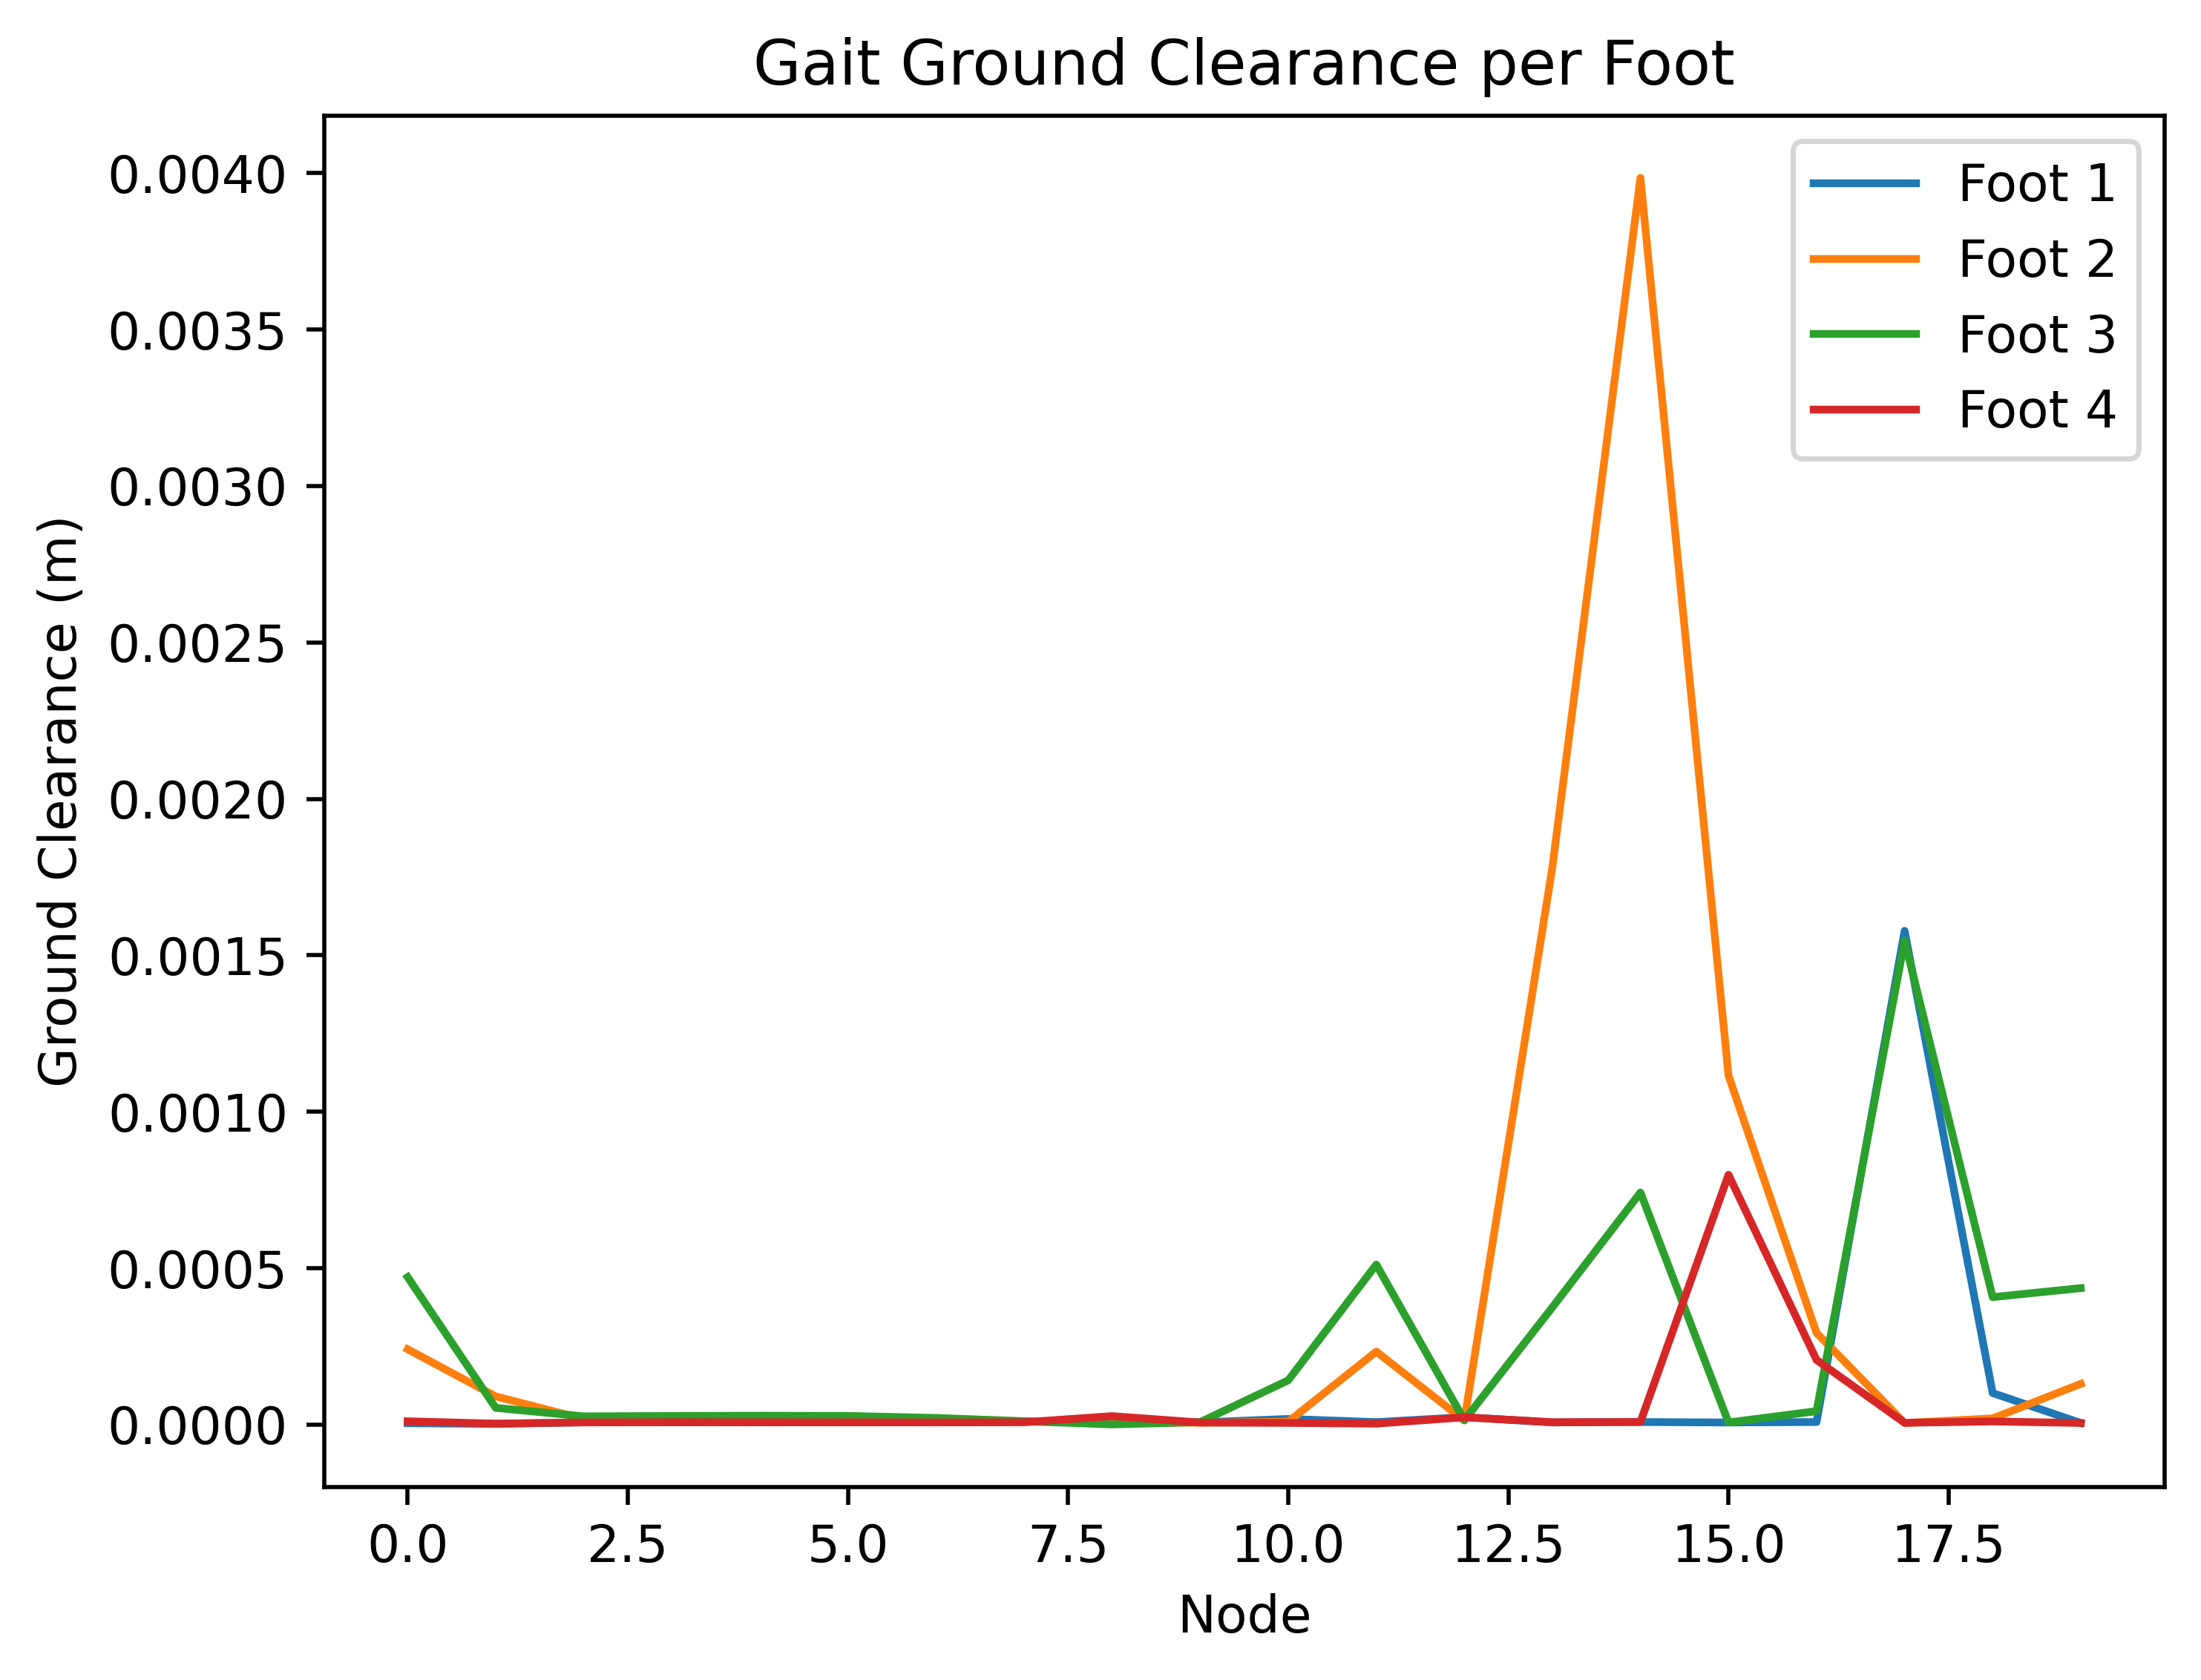 Gait Ground Clearance per Foot
Foot 1
Foot 2
Foot 3
Foot 4
Ground Clearance (m)
0.0040
0.0035
0.0030
0.0025
0.0020
0.0015
0.0010
0.0005
0.0000
0.0 2.5 5.0 7.5 10.0 12.5 15.0 17.5
Node